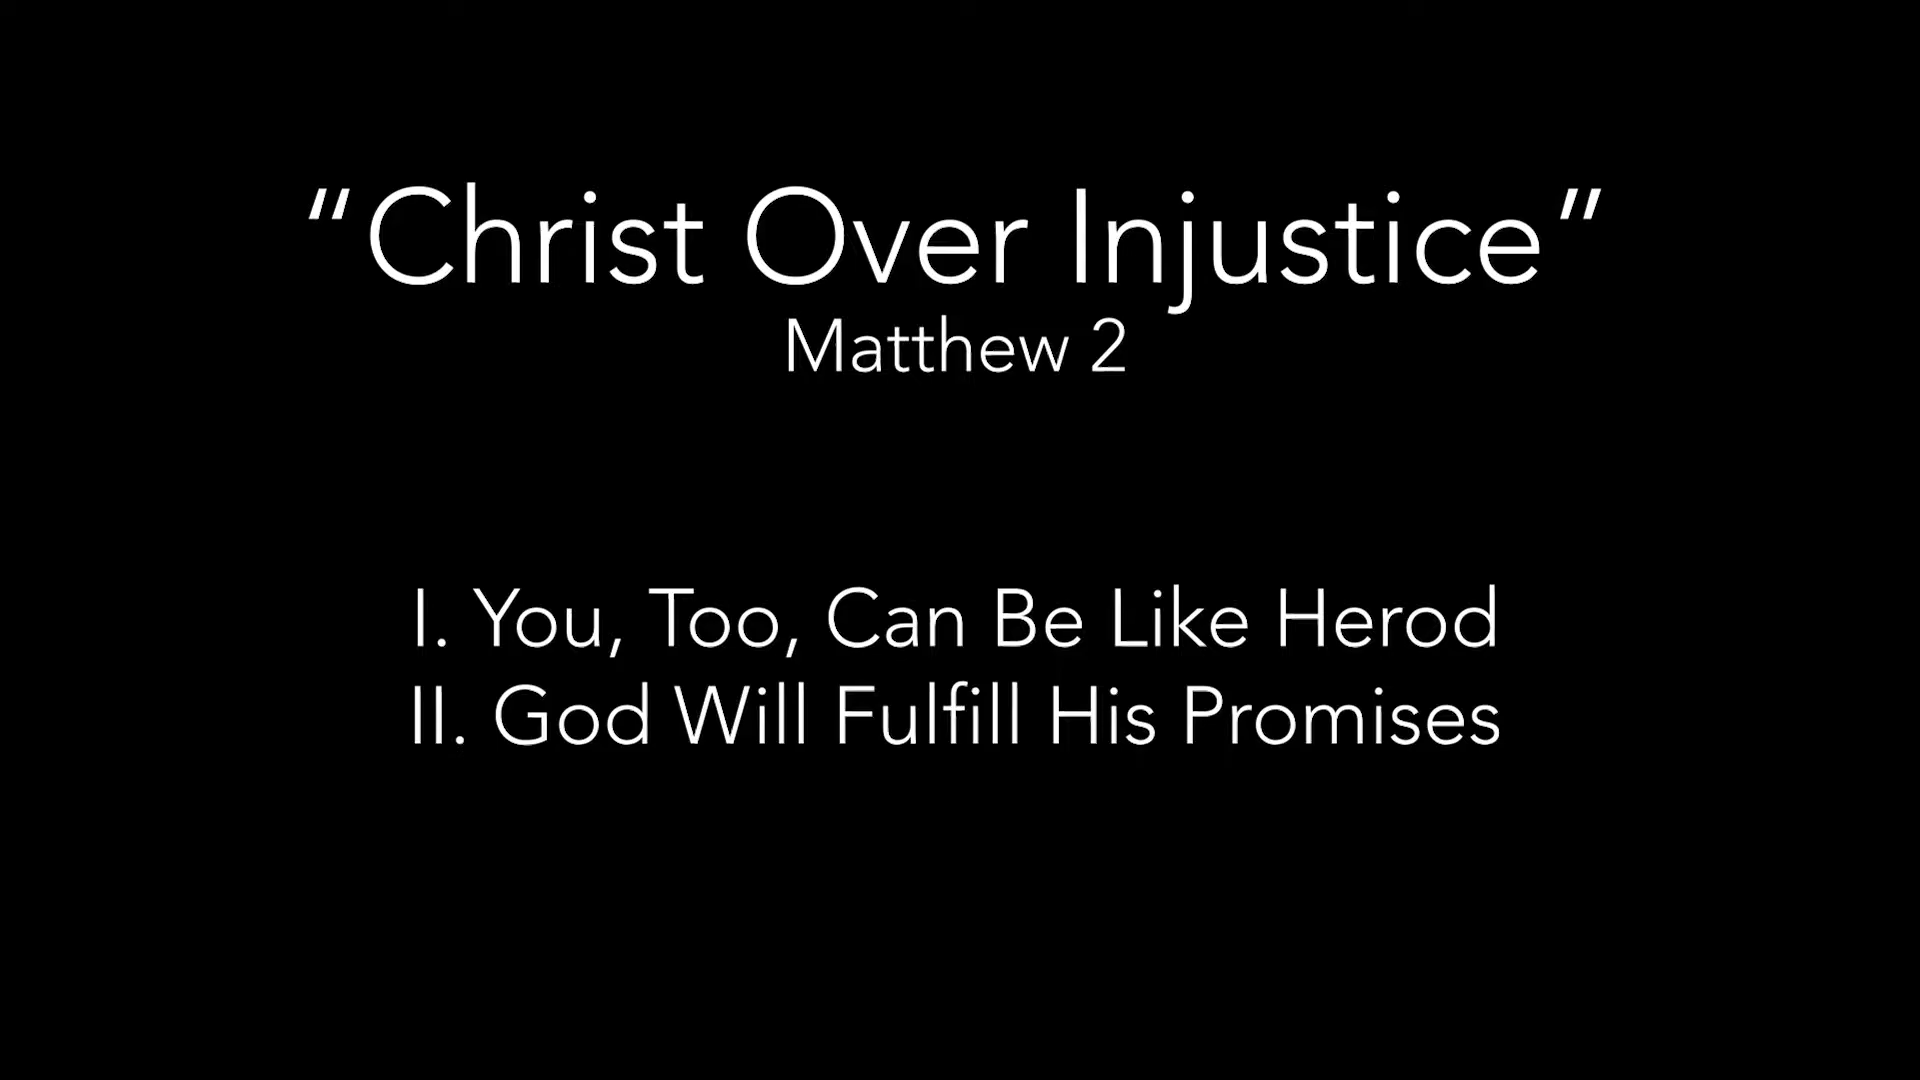 “Christ Over Injustice”
Matthew 2
I. You, Too, Can Be Like Herod
II. God Will Fulfill His Promises